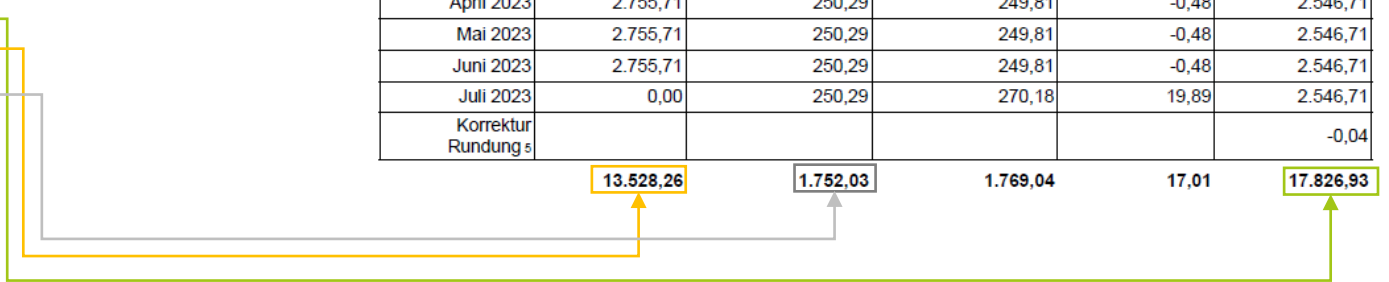 April 2023 2.755,71 250,29 249,81 -0,48 2.546,71
Mai 2023 2.755,71 250,29 249,81 -0,48 2.546,71
Juni 2023 2.755,71 250,29 249,81 -0,48 2.546,71
Juli 2023 0,00 250,29 270,18 19,89 2.546,71
Korrektur
Rundung 5 -0,04
13.528,26 1.752,03 1.769,04 17,01 17.826,93